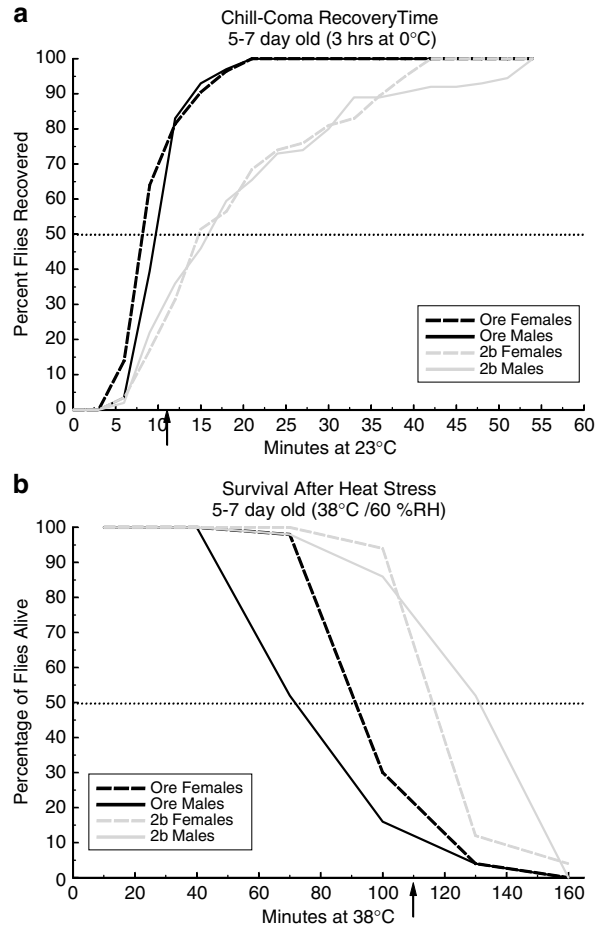 a
Chill-Coma RecoveryTime
5-7 day old (3 hrs at 0°C)
Percent Flies Recovered
100
90
80
70
60
50
40
30
20
10
0
Ore Females
Ore Males
2b Females
2b Males
0 5 10 15 20 25 30 35 40 45 50 55 60
Minutes at 23°C
b
Survival After Heat Stress
5-7 day old (38°C /60 %RH)
Percentage of Flies Alive
100
90
80
70
60
50
40
30
20
10
0
Ore Females
Ore Males
2b Females
2b Males
0 20 40 60 80 100 120 140 160
Minutes at 38°C